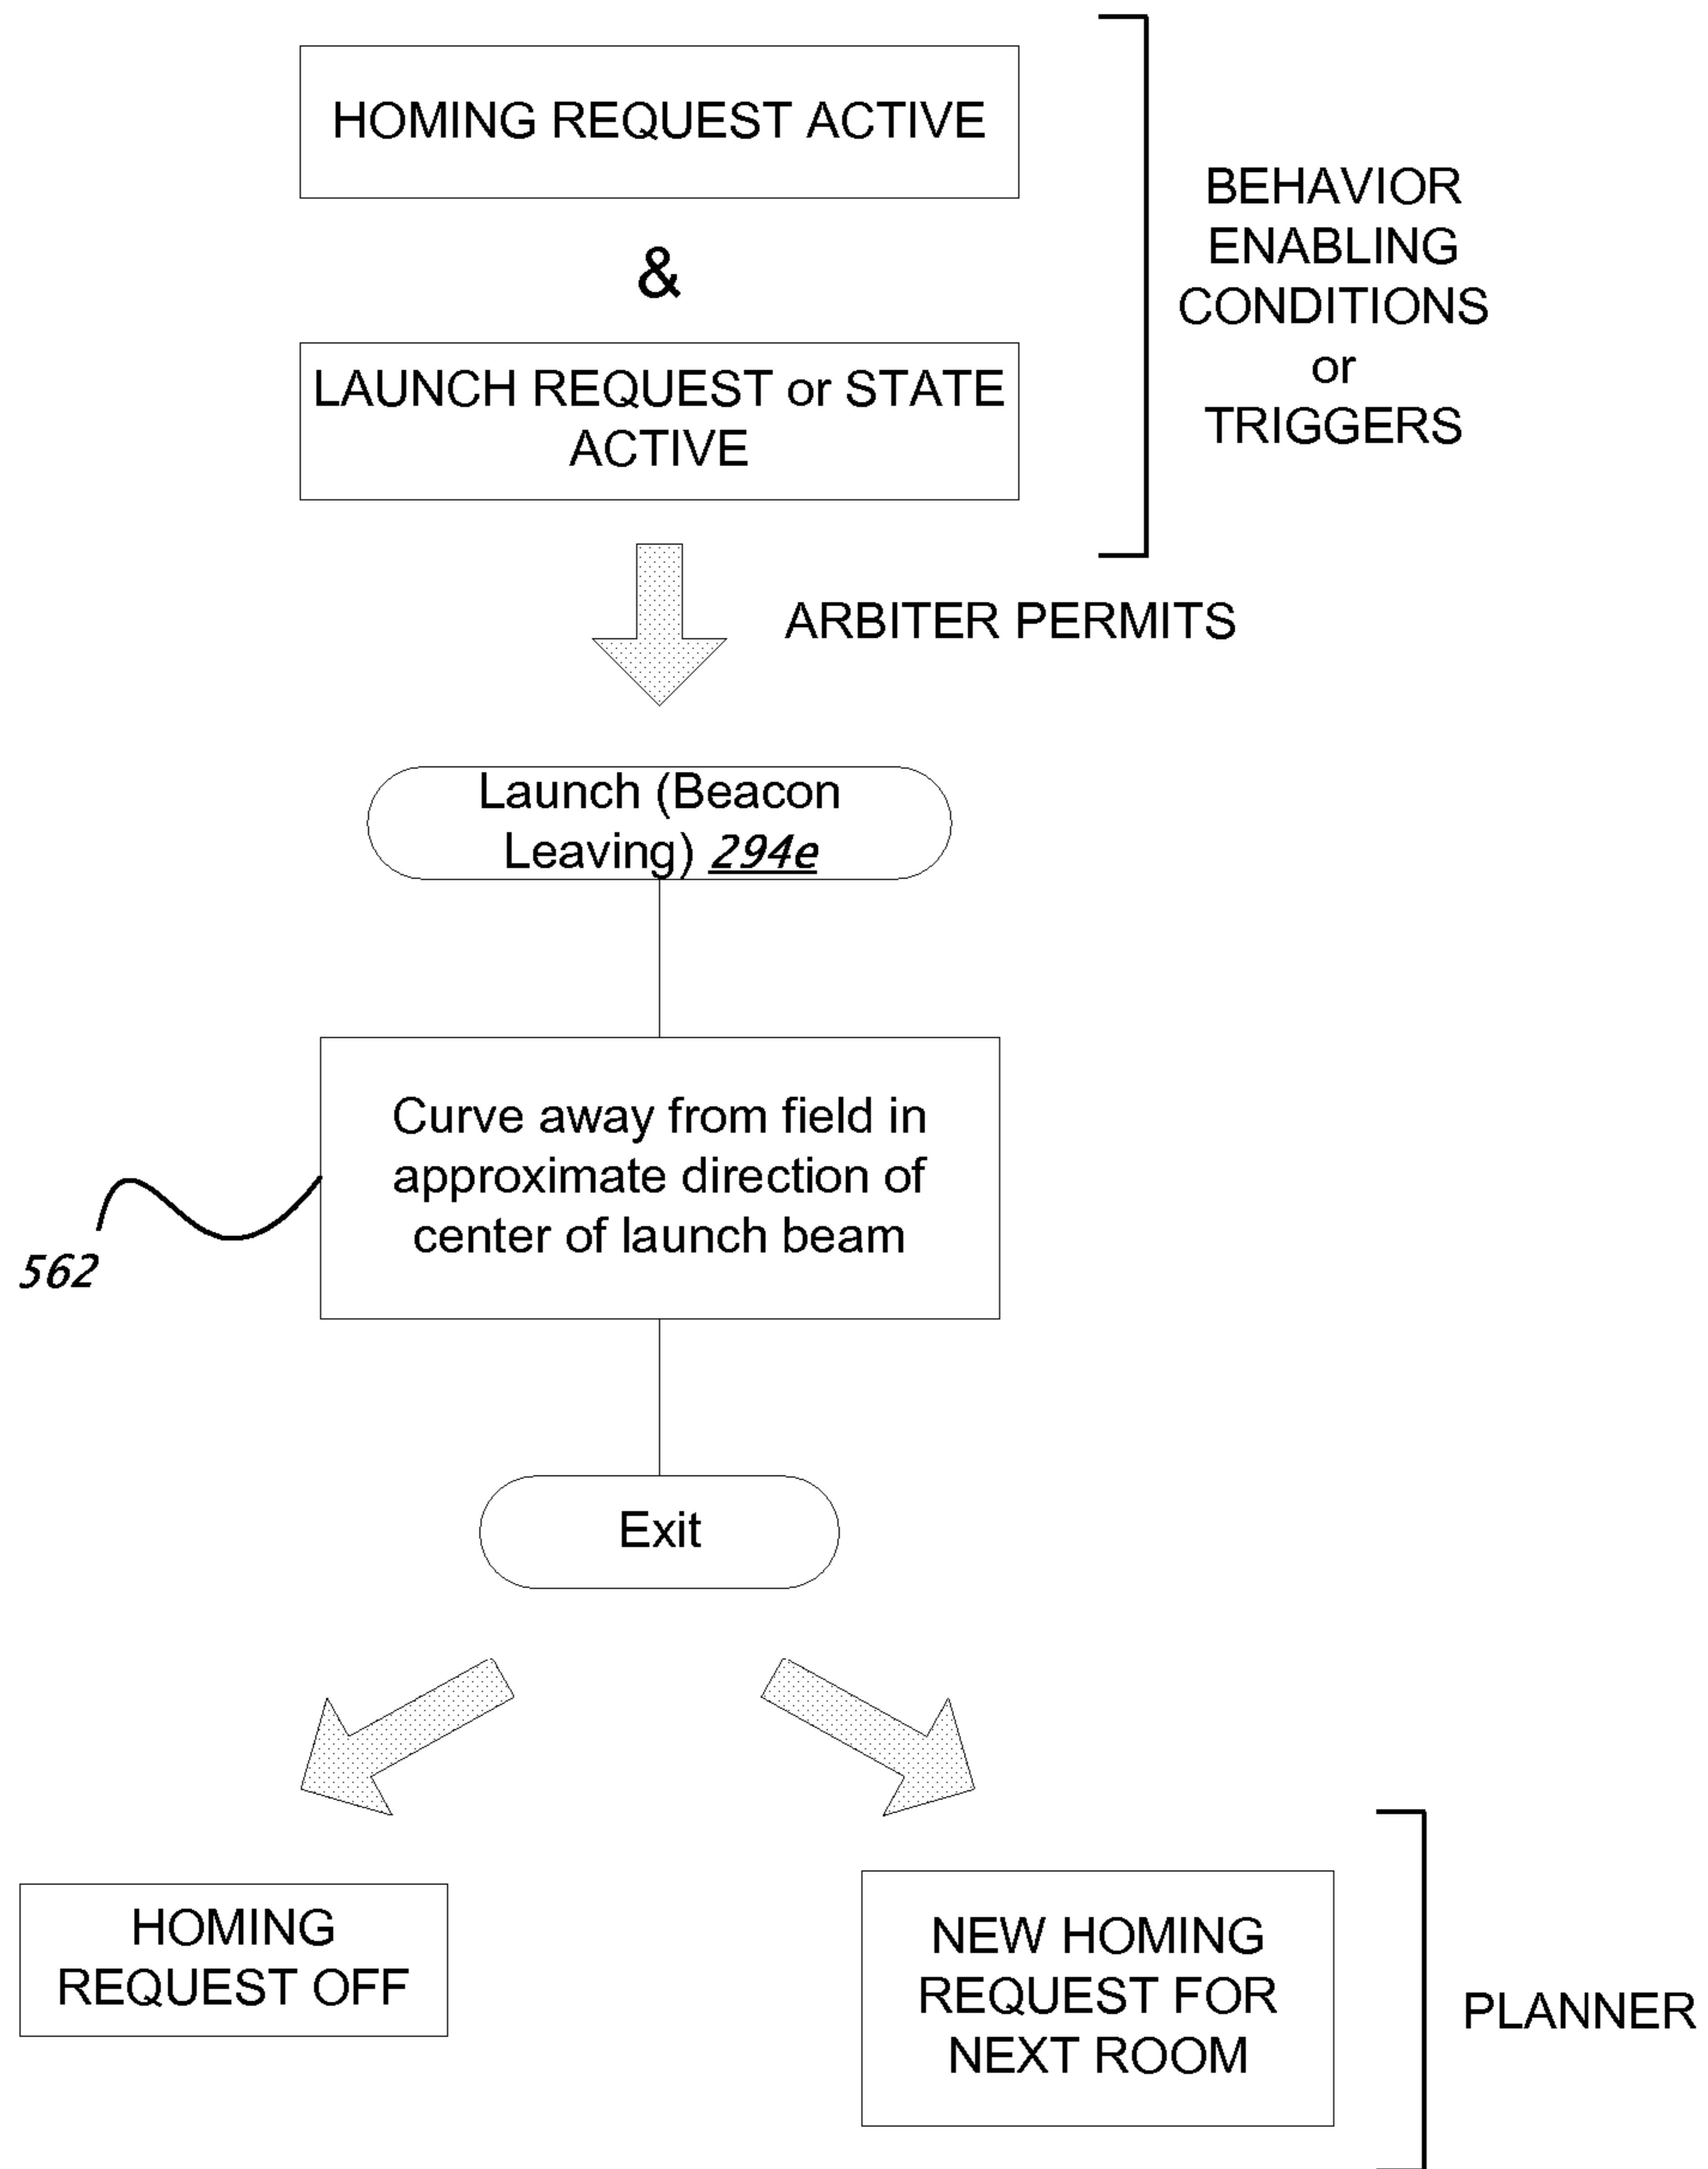 HOMING REQUEST ACTIVE
&
LAUNCH REQUEST or STATE
ACTIVE
BEHAVIOR
ENABLING
CONDITIONS
or
TRIGGERS
ARBITER PERMITS
Launch (Beacon
Leaving) 294e
Curve away from field in
approximate direction of
center of launch beam
562
Exit
HOMING
REQUEST OFF
NEW HOMING
REQUEST FOR
NEXT ROOM
PLANNER